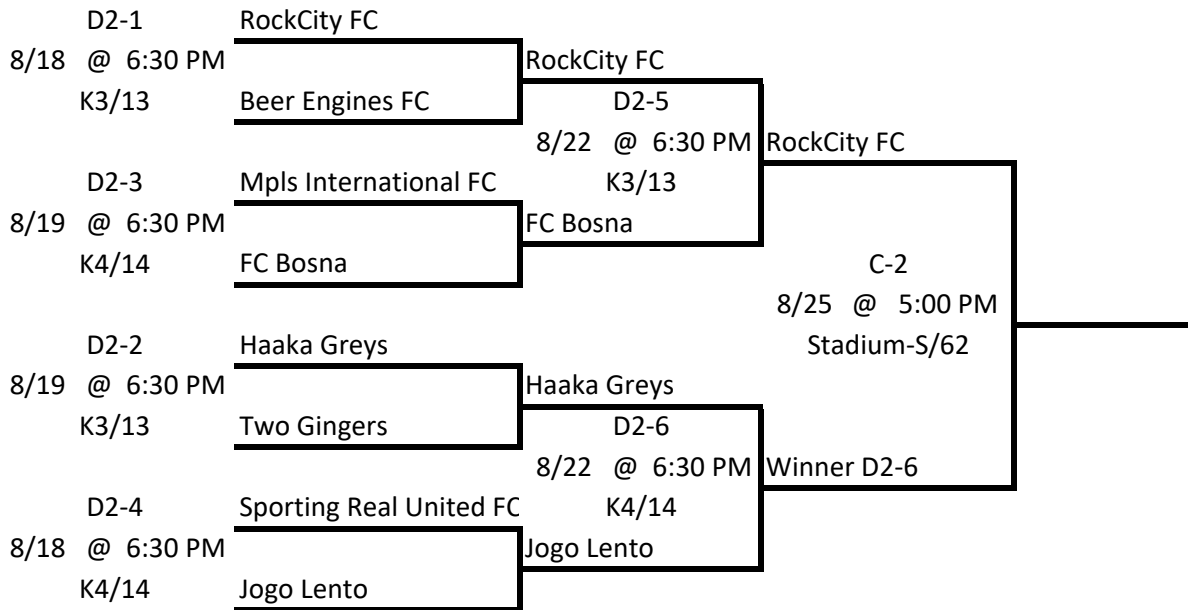 D2-1 RockCity FC
8/18 @ 6:30 PM RockCity FC
K3/13 Beer Engines FC D2-5
8/22 @ 6:30 PM RockCity FC
D2-3 Mpls International FC K3/13
8/19 @ 6:30 PM FC Bosna
K4/14 FC Bosna C-2
8/25 @ 5:00 PM
D2-2 Haaka Greys Stadium-S/62
8/19 @ 6:30 PM Haaka Greys
K3/13 Two Gingers D2-6
8/22 @ 6:30 PM Winner D2-6
D2-4 Sporting Real United FC K4/14
8/18 @ 6:30 PM Jogo Lento
K4/14 Jogo Lento